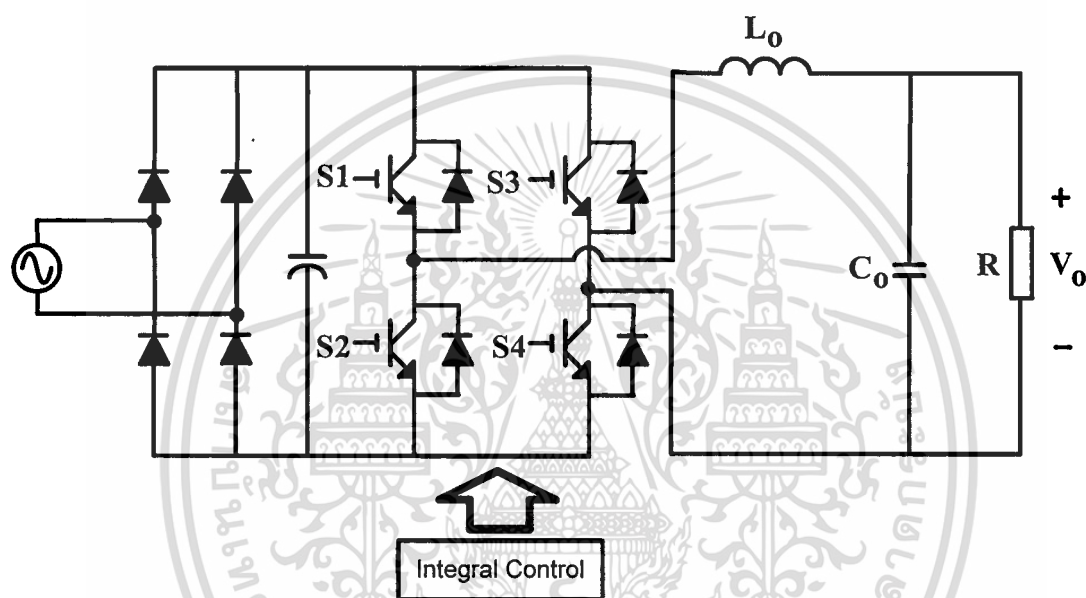 L₀
S1
S3
S2
S4
C₀
R
+
V₀
−
Integral Control